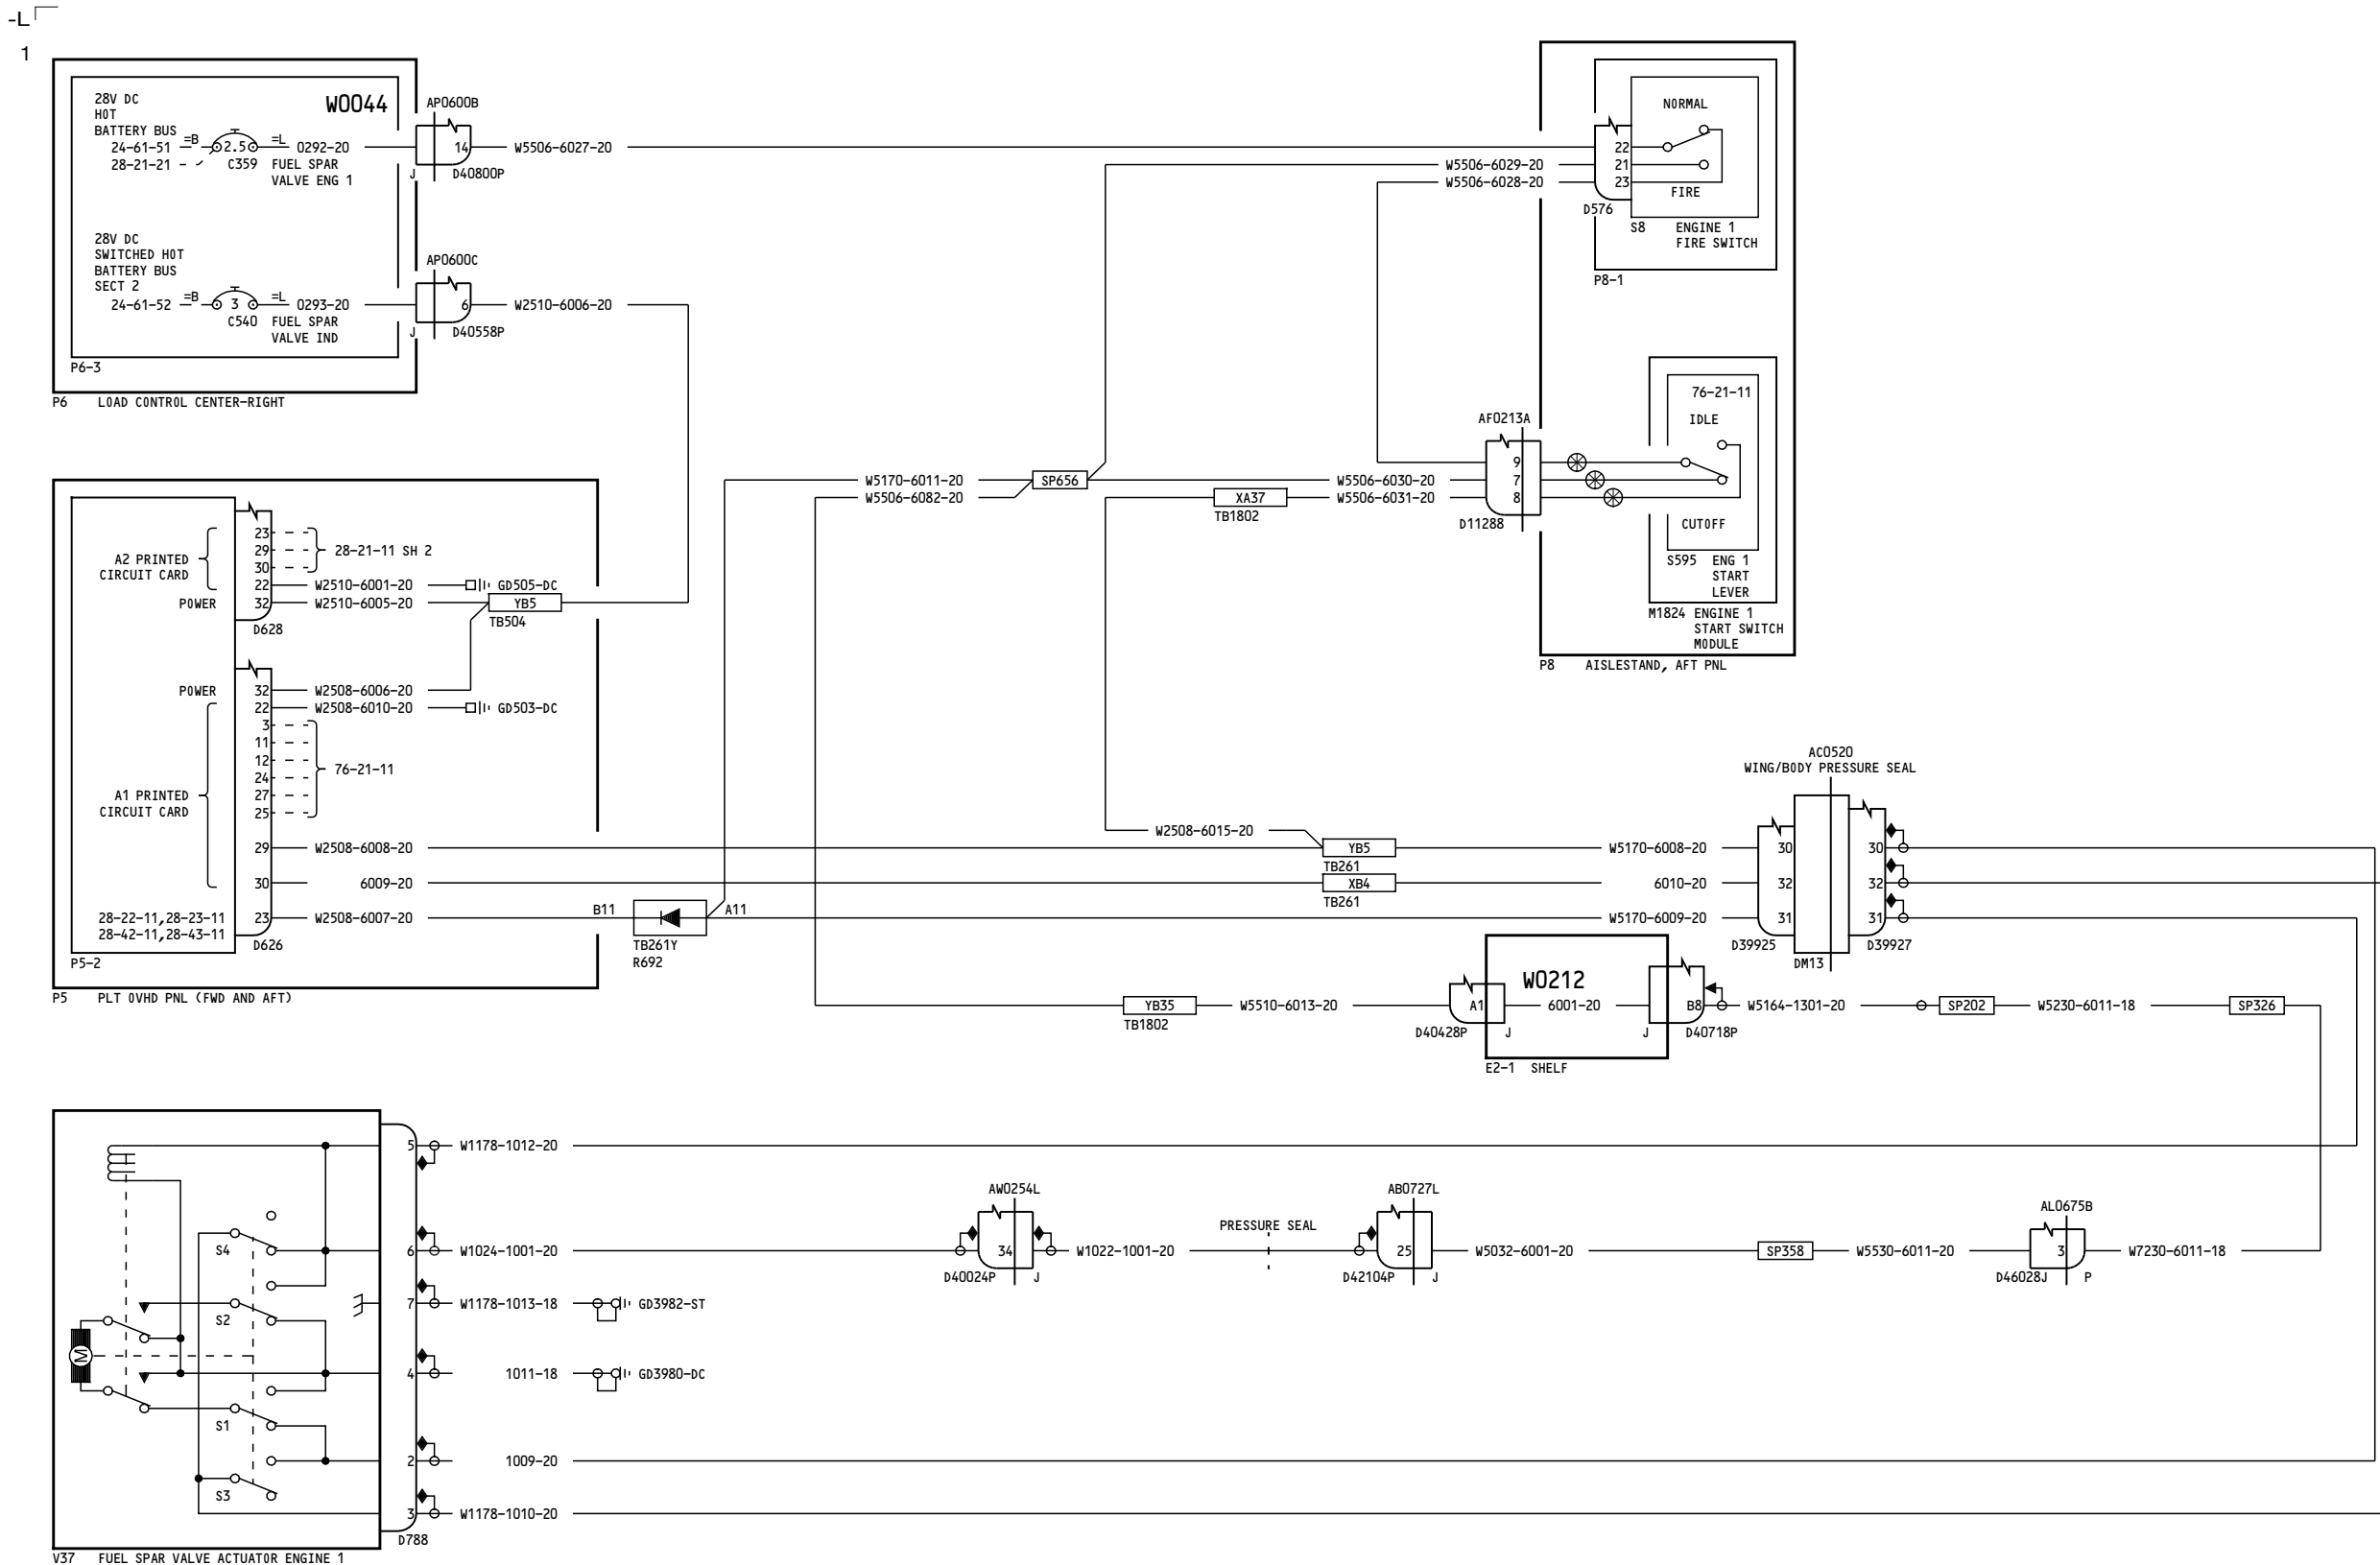 -L
1
28V DC
HOT
BATTERY BUS
24-61-51
28-21-21
=B
2.5
C359
=L
0292-20
FUEL SPAR
VALVE ENG 1
W0044
AP0600B
14
J
D40800P
W5506-6027-20
28V DC
SWITCHED HOT
BATTERY BUS
SECT 2
24-61-52
=B
3
C540
=L
0293-20
FUEL SPAR
VALVE IND
AP0600C
6
J
D40558P
W2510-6006-20
P6-3
P6 LOAD CONTROL CENTER-RIGHT
W5506-6029-20
W5506-6028-20
22
21
23
D576
NORMAL
FIRE
S8 ENGINE 1
FIRE SWITCH
P8-1
AF0213A
9
7
8
D11288
76-21-11
IDLE
CUTOFF
S595 ENG 1
START
LEVER
M1824 ENGINE 1
START SWITCH
MODULE
P8 AISLESTAND, AFT PNL
W5170-6011-20
W5506-6082-20
SP656
W5506-6030-20
XA37
TB1802
W5506-6031-20
A2 PRINTED
CIRCUIT CARD
POWER
23
29
30
28-21-11 SH 2
22
W2510-6001-20
GD505-DC
32
W2510-6005-20
YB5
TB504
D628
POWER
32
W2508-6006-20
22
W2508-6010-20
GD503-DC
3
11
12
24
27
25
76-21-11
A1 PRINTED
CIRCUIT CARD
29
W2508-6008-20
30
6009-20
28-22-11,28-23-11
28-42-11,28-43-11
23
W2508-6007-20
D626
P5-2
P5 PLT OVHD PNL (FWD AND AFT)
B11
A11
TB261Y
R692
W2508-6015-20
YB5
TB261
XB4
TB261
W5170-6008-20
6010-20
W5170-6009-20
AC0520
WING/BODY PRESSURE SEAL
30
32
31
D39925
DM13
30
32
31
D39927
YB35
TB1802
W5510-6013-20
A1
D40428P
J
W0212
6001-20
J
B8
D40718P
E2-1 SHELF
W5164-1301-20
SP202
W5230-6011-18
SP326
5
W1178-1012-20
6
W1024-1001-20
AW0254L
34
D40024P
J
W1022-1001-20
PRESSURE SEAL
AB0727L
25
D42104P
J
W5032-6001-20
SP358
W5530-6011-20
AL0675B
3
D46028J
P
W7230-6011-18
7
W1178-1013-18
GD3982-ST
4
1011-18
GD3980-DC
2
1009-20
3
W1178-1010-20
D788
S4
S2
M
S1
S3
V37 FUEL SPAR VALVE ACTUATOR ENGINE 1